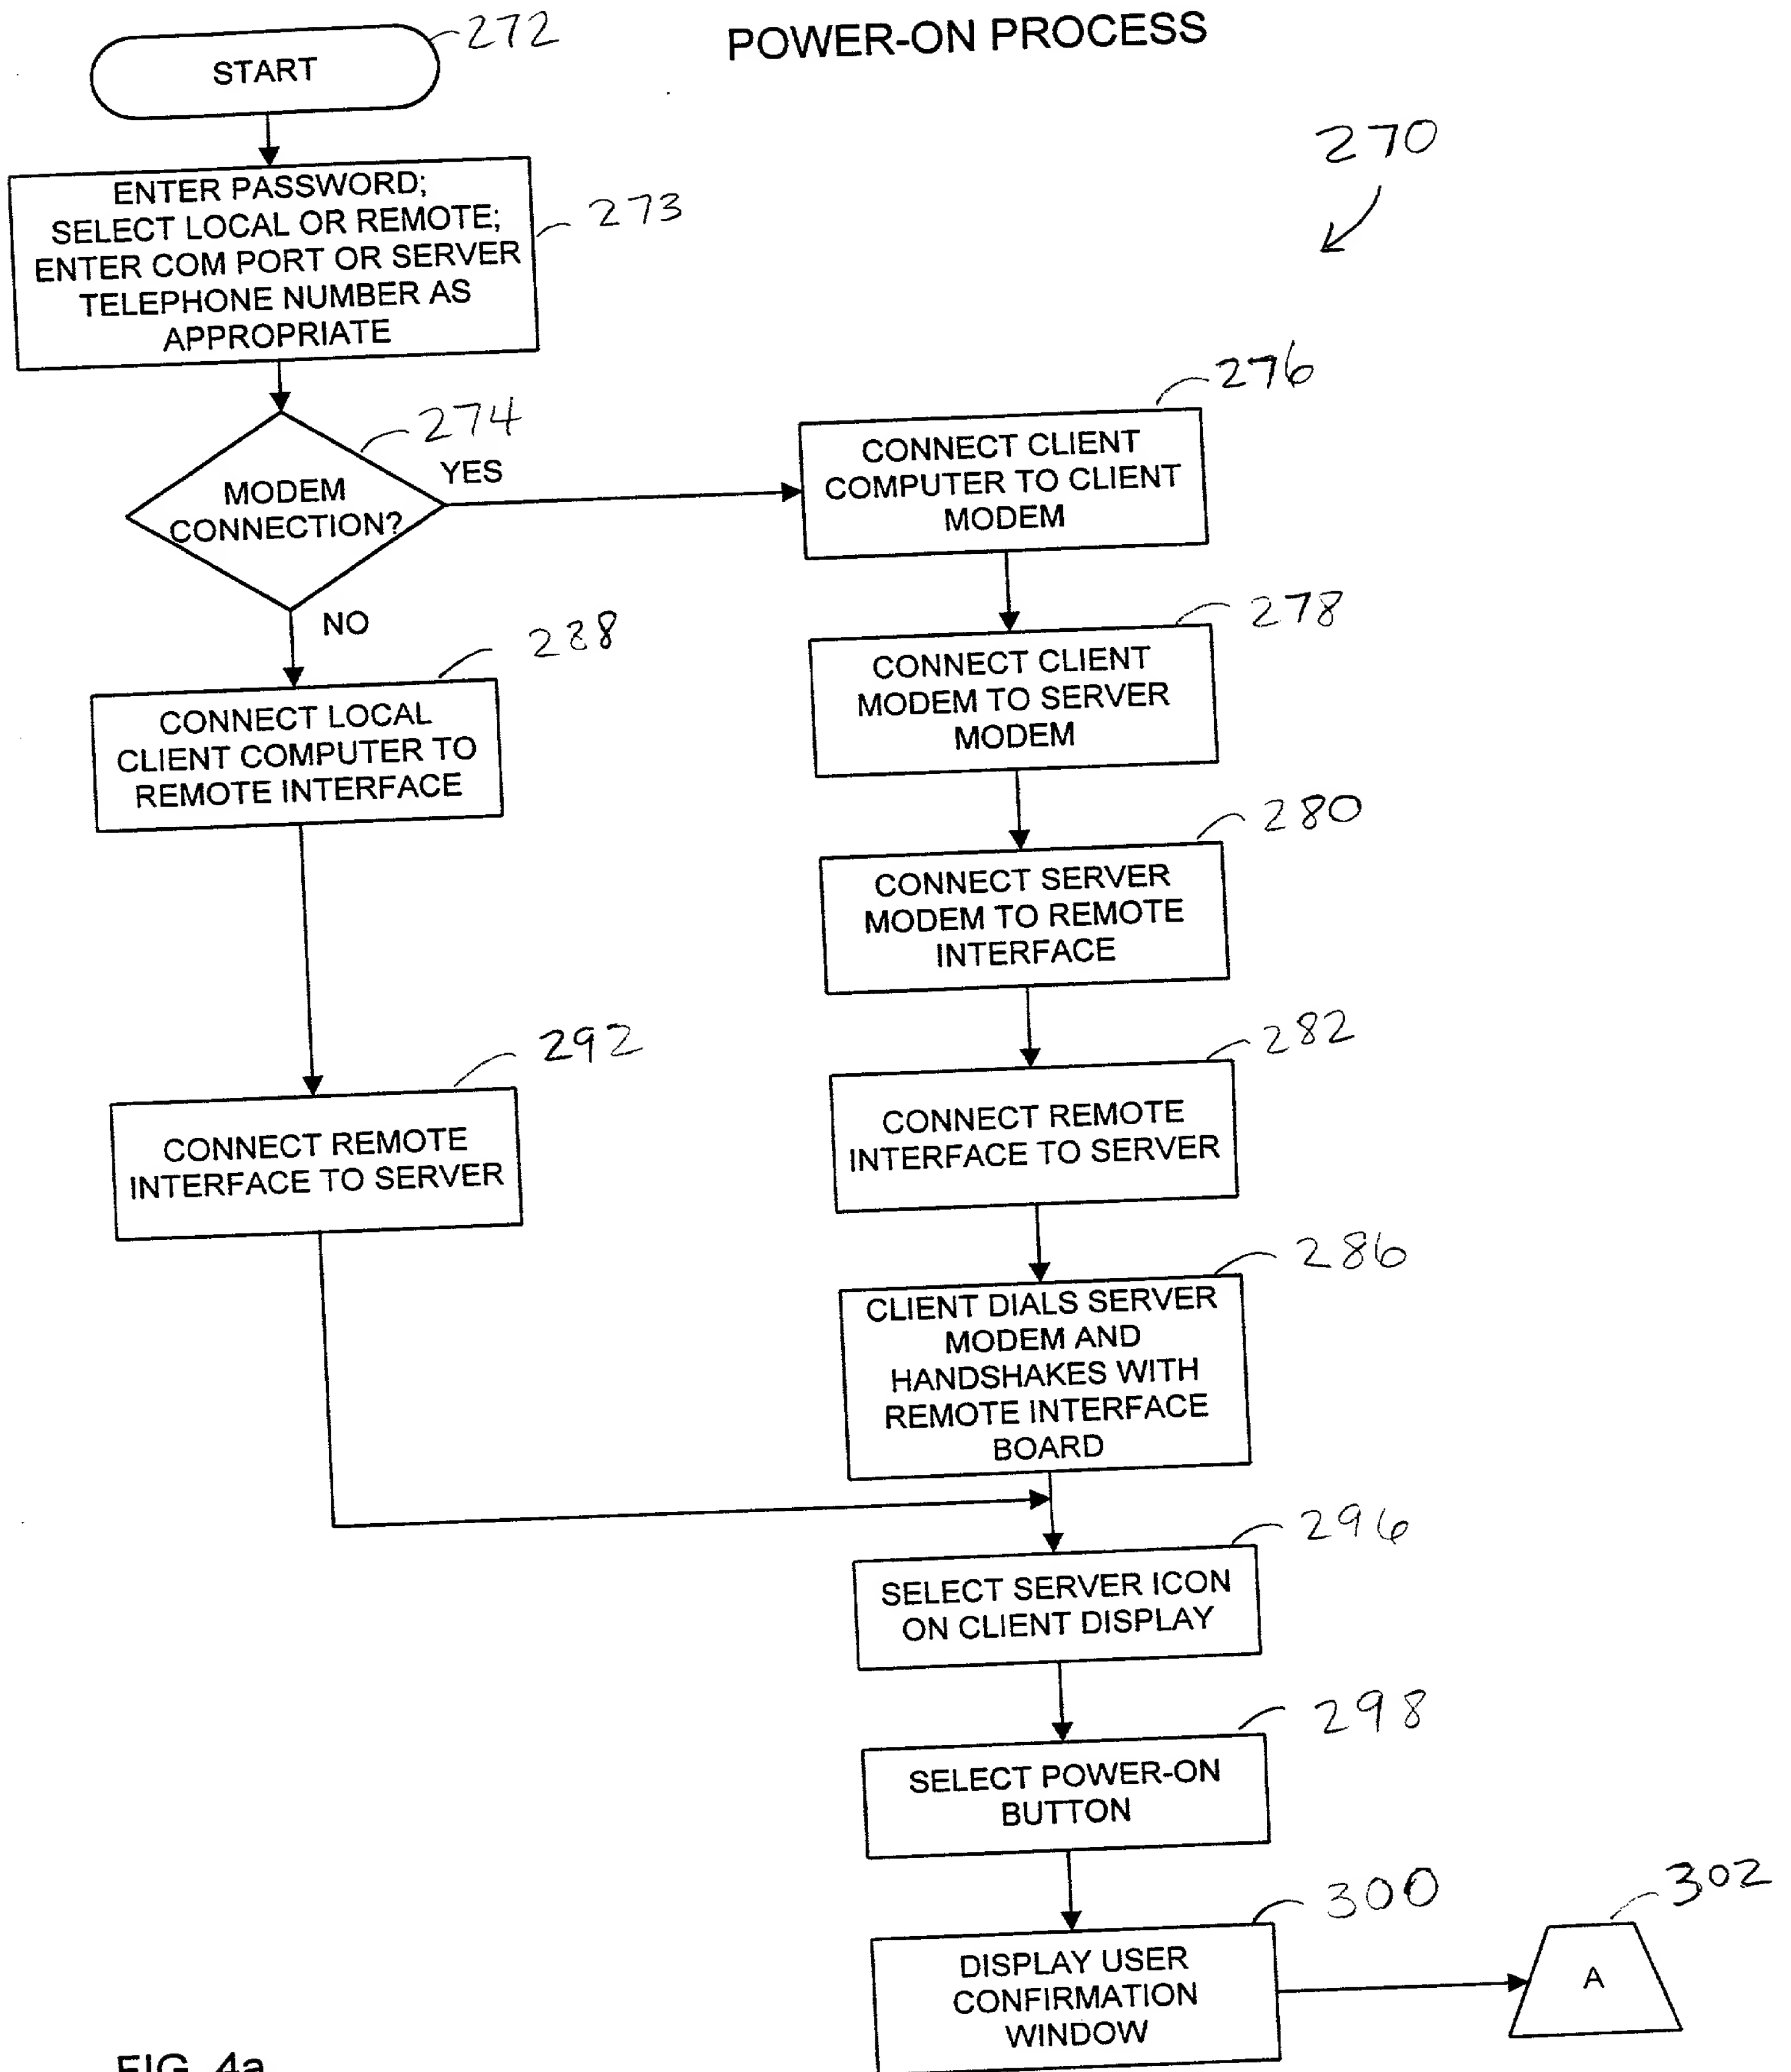 POWER-ON PROCESS
272
START
270
ENTER PASSWORD;
SELECT LOCAL OR REMOTE;
ENTER COM PORT OR SERVER
TELEPHONE NUMBER AS
APPROPRIATE
273
274
MODEM
CONNECTION?
YES
NO
276
CONNECT CLIENT
COMPUTER TO CLIENT
MODEM
278
CONNECT CLIENT
MODEM TO SERVER
MODEM
288
CONNECT LOCAL
CLIENT COMPUTER TO
REMOTE INTERFACE
280
CONNECT SERVER
MODEM TO REMOTE
INTERFACE
292
CONNECT REMOTE
INTERFACE TO SERVER
282
CONNECT REMOTE
INTERFACE TO SERVER
286
CLIENT DIALS SERVER
MODEM AND
HANDSHAKES WITH
REMOTE INTERFACE
BOARD
296
SELECT SERVER ICON
ON CLIENT DISPLAY
298
SELECT POWER-ON
BUTTON
300
DISPLAY USER
CONFIRMATION
WINDOW
302
A
FIG. 4a